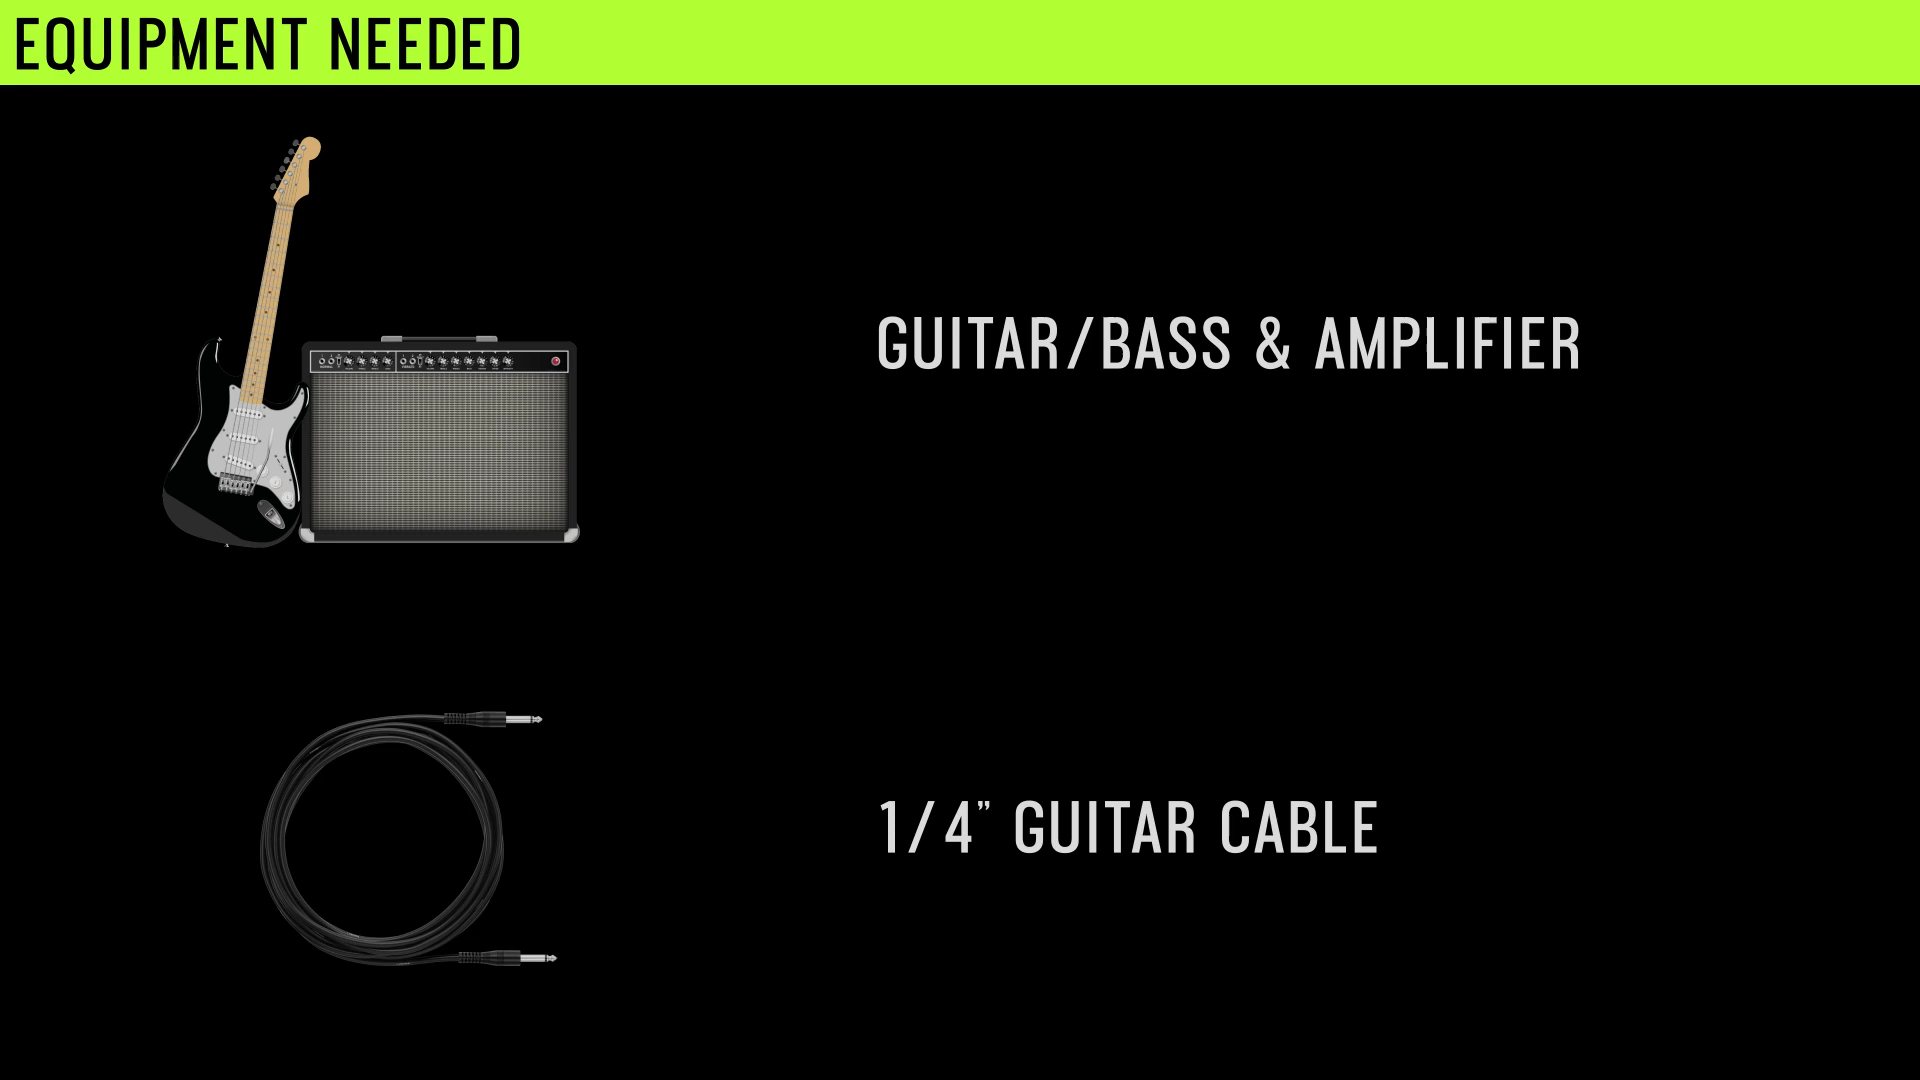 EQUIPMENT NEEDED
GUITAR/BASS & AMPLIFIER
1/4” GUITAR CABLE